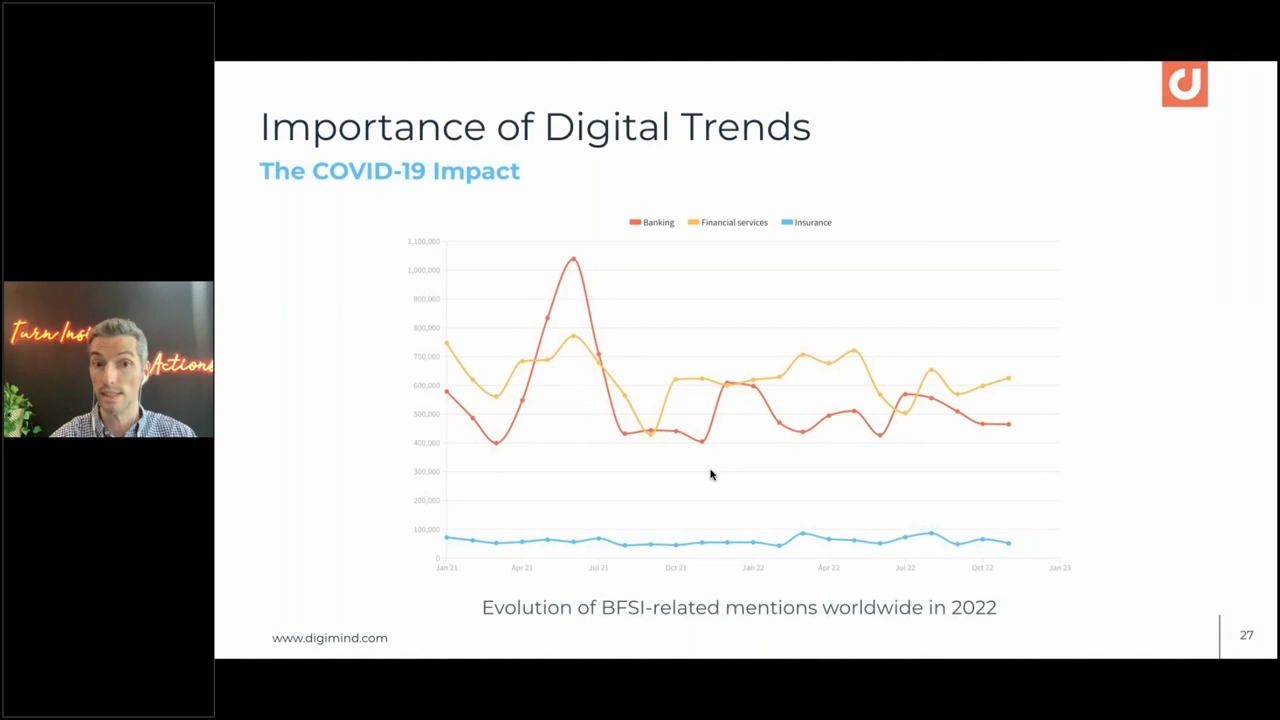 Importance of Digital Trends
The COVID-19 Impact
Banking Financial services Insurance
1,100,000
1,000,000
900,000
800,000
700,000
600,000
500,000
400,000
300,000
200,000
100,000
0
Jan 21 Apr 21 Jul 21 Oct 21 Jan 22 Apr 22 Jul 22 Oct 22 Jan 23
Evolution of BFSI-related mentions worldwide in 2022
www.digimind.com
27
Turn Insi
Actions